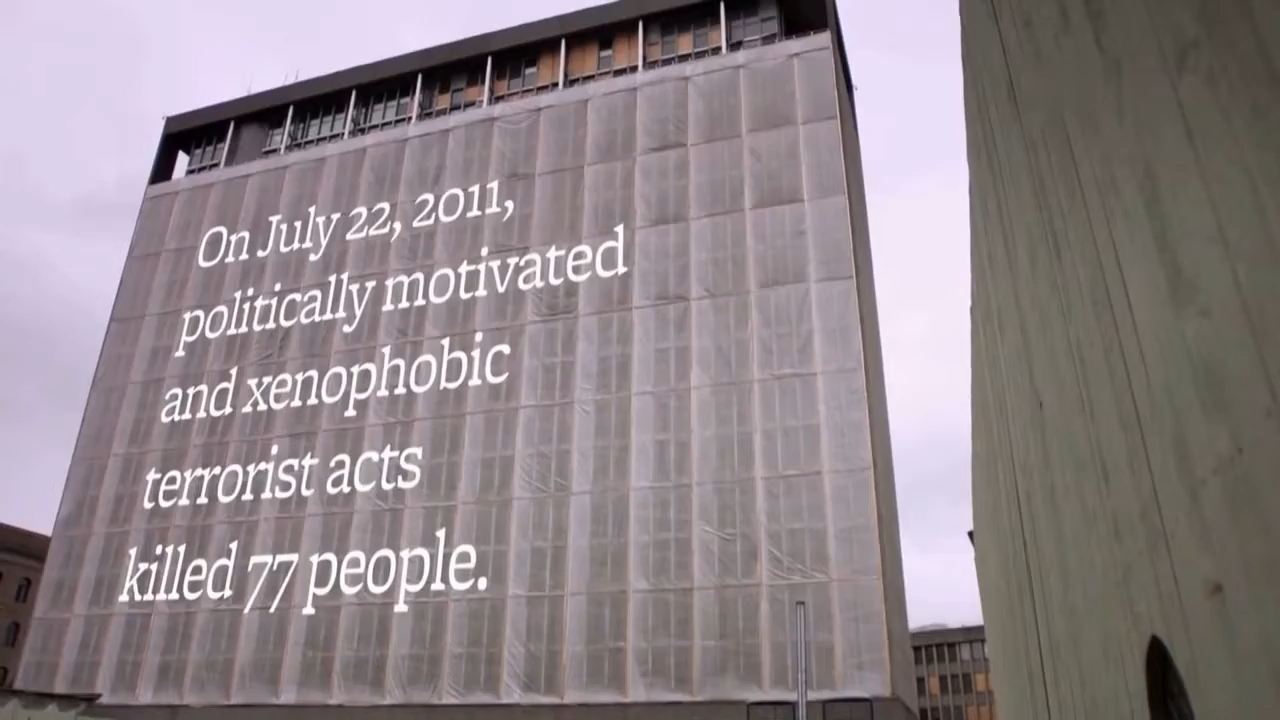 On July 22, 2011,
politically motivated
and xenophobic
terrorist acts
killed 77 people.